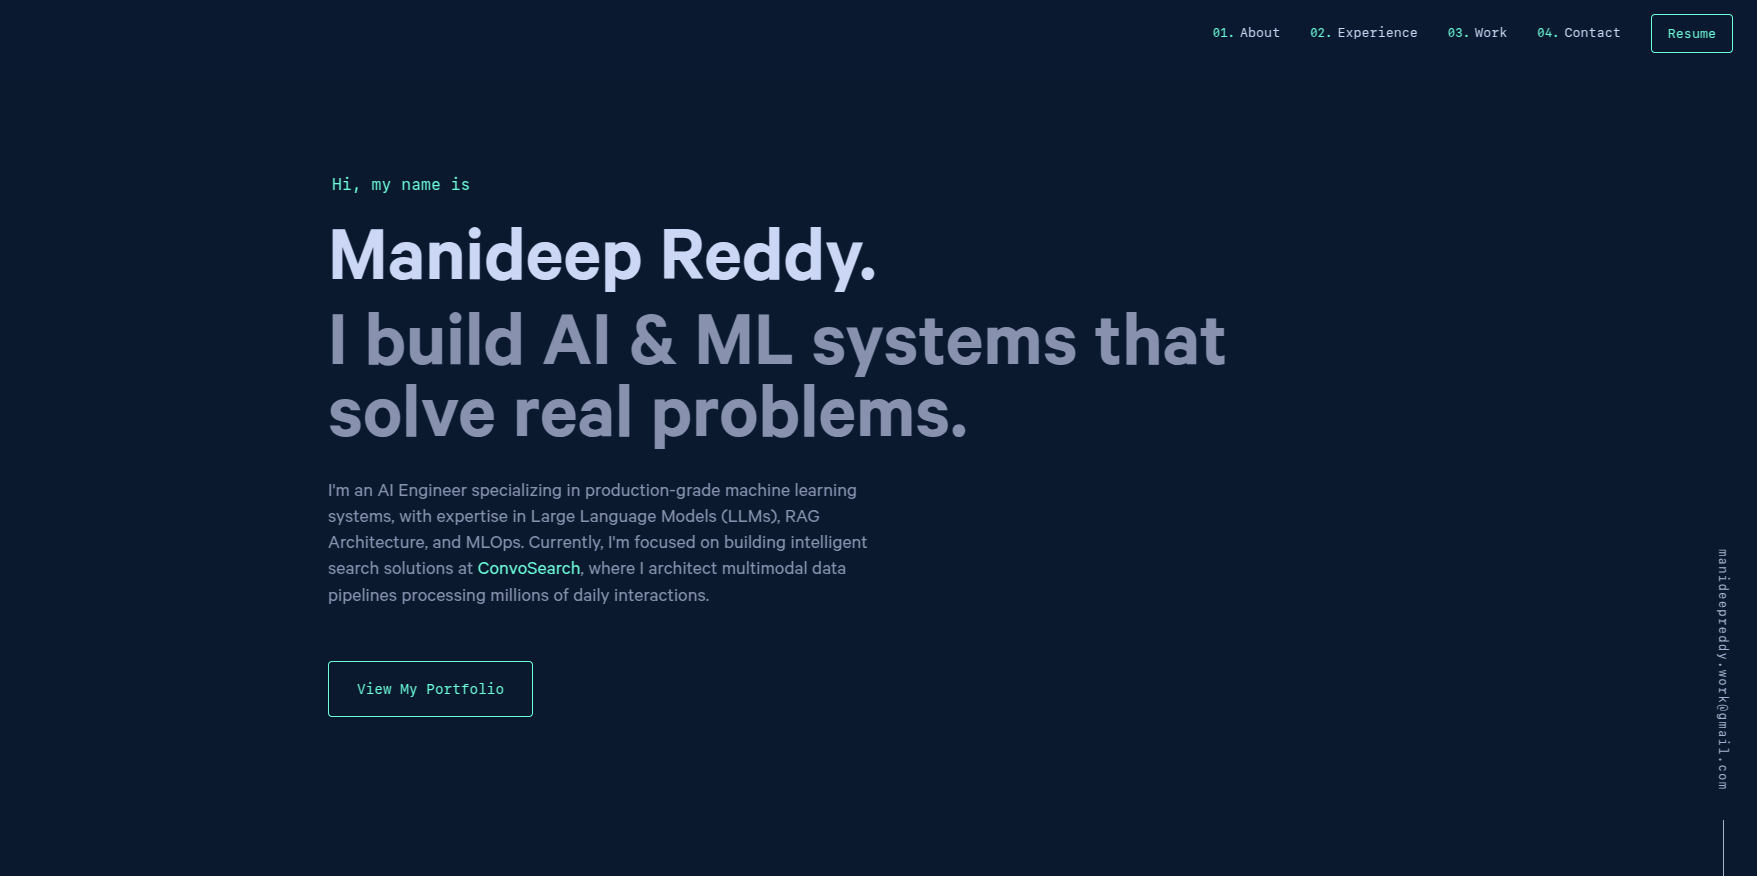 01. About 02. Experience 03. Work 04. Contact Resume
Hi, my name is
Manideep Reddy.
I build AI & ML systems that
solve real problems.
I'm an AI Engineer specializing in production-grade machine learning
systems, with expertise in Large Language Models (LLMs), RAG
Architecture, and MLOps. Currently, I'm focused on building intelligent
search solutions at ConvoSearch, where I architect multimodal data
pipelines processing millions of daily interactions.
View My Portfolio
manideepreddy.work@gmail.com